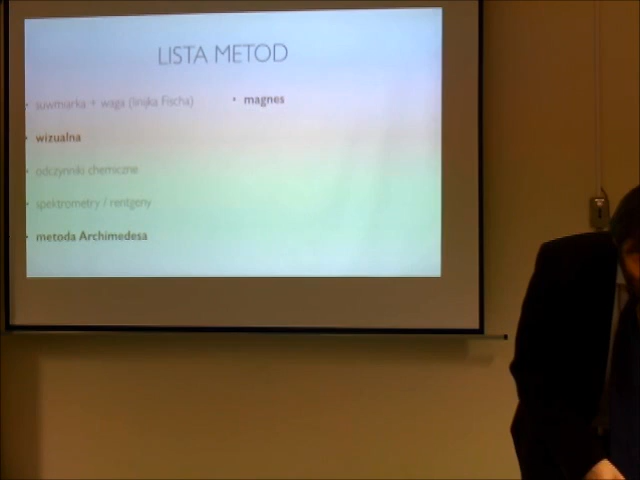 LISTA METOD
• suwmiarka + waga (linijka Fischa)
• wizualna
• odczynniki chemiczne
• spektrometry / rentgeny
• metoda Archimedesa
• magnes